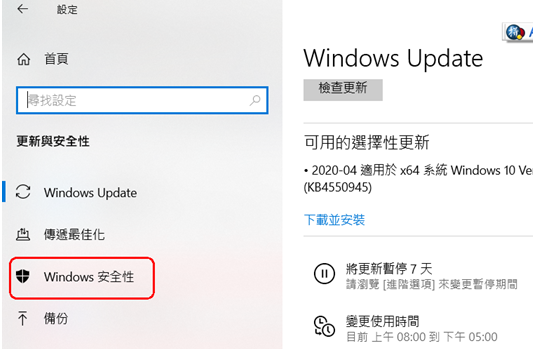 設定
首頁
尋找設定
更新與安全性
Windows Update
傳遞最佳化
Windows 安全性
備份
Windows Update
檢查更新
可用的選擇性更新
• 2020-04 適用於 x64 系統 Windows 10 Ve
(KB4550945)
下載並安裝
將更新暫停 7 天
請瀏覽 [進階選項] 來變更暫停期間
變更使用時間
目前 上午 08:00 到 下午 05:00